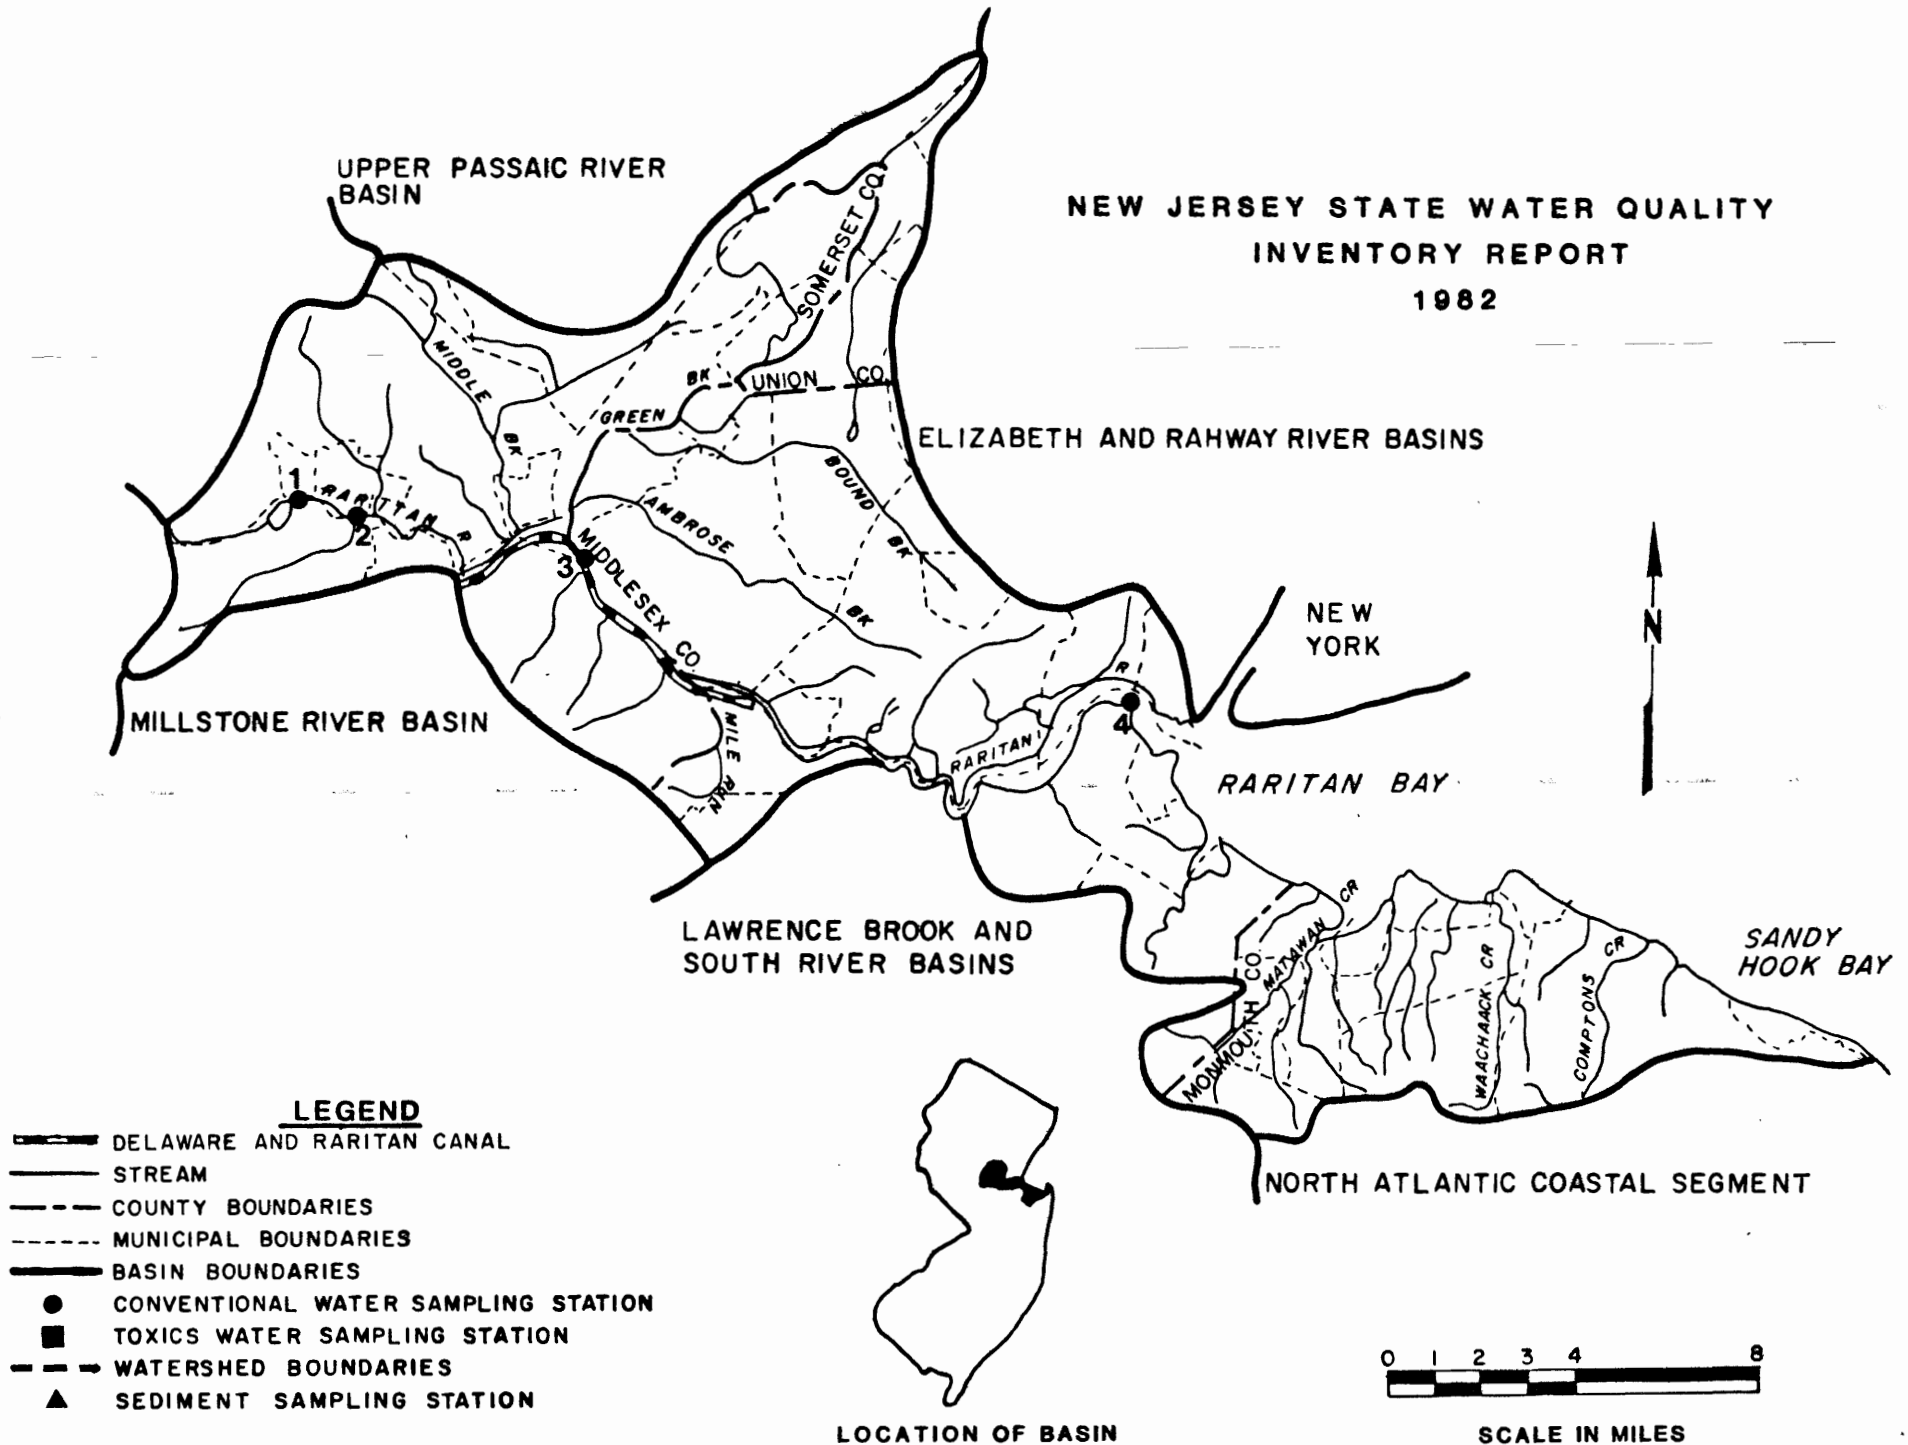 UPPER PASSAIC RIVER
BASIN
NEW JERSEY STATE WATER QUALITY
INVENTORY REPORT
1982
SOMERSET CO.
MIDDLE
BK
GREEN
BK
UNION CO.
ELIZABETH AND RAHWAY RIVER BASINS
BOUND
BK
1
RARITAN R
2
AMBROSE
BK
3
MIDDLESEX CO.
NEW
YORK
N
MILLSTONE RIVER BASIN
MILE RUN
RARITAN
R
4
RARITAN BAY
LAWRENCE BROOK AND
SOUTH RIVER BASINS
MATAWAN CR
MONMOUTH CO.
WAACHAACK CR
COMPTONS CR
SANDY
HOOK BAY
NORTH ATLANTIC COASTAL SEGMENT
LEGEND
DELAWARE AND RARITAN CANAL
STREAM
COUNTY BOUNDARIES
MUNICIPAL BOUNDARIES
BASIN BOUNDARIES
CONVENTIONAL WATER SAMPLING STATION
TOXICS WATER SAMPLING STATION
WATERSHED BOUNDARIES
SEDIMENT SAMPLING STATION
LOCATION OF BASIN
0 1 2 3 4 8
SCALE IN MILES